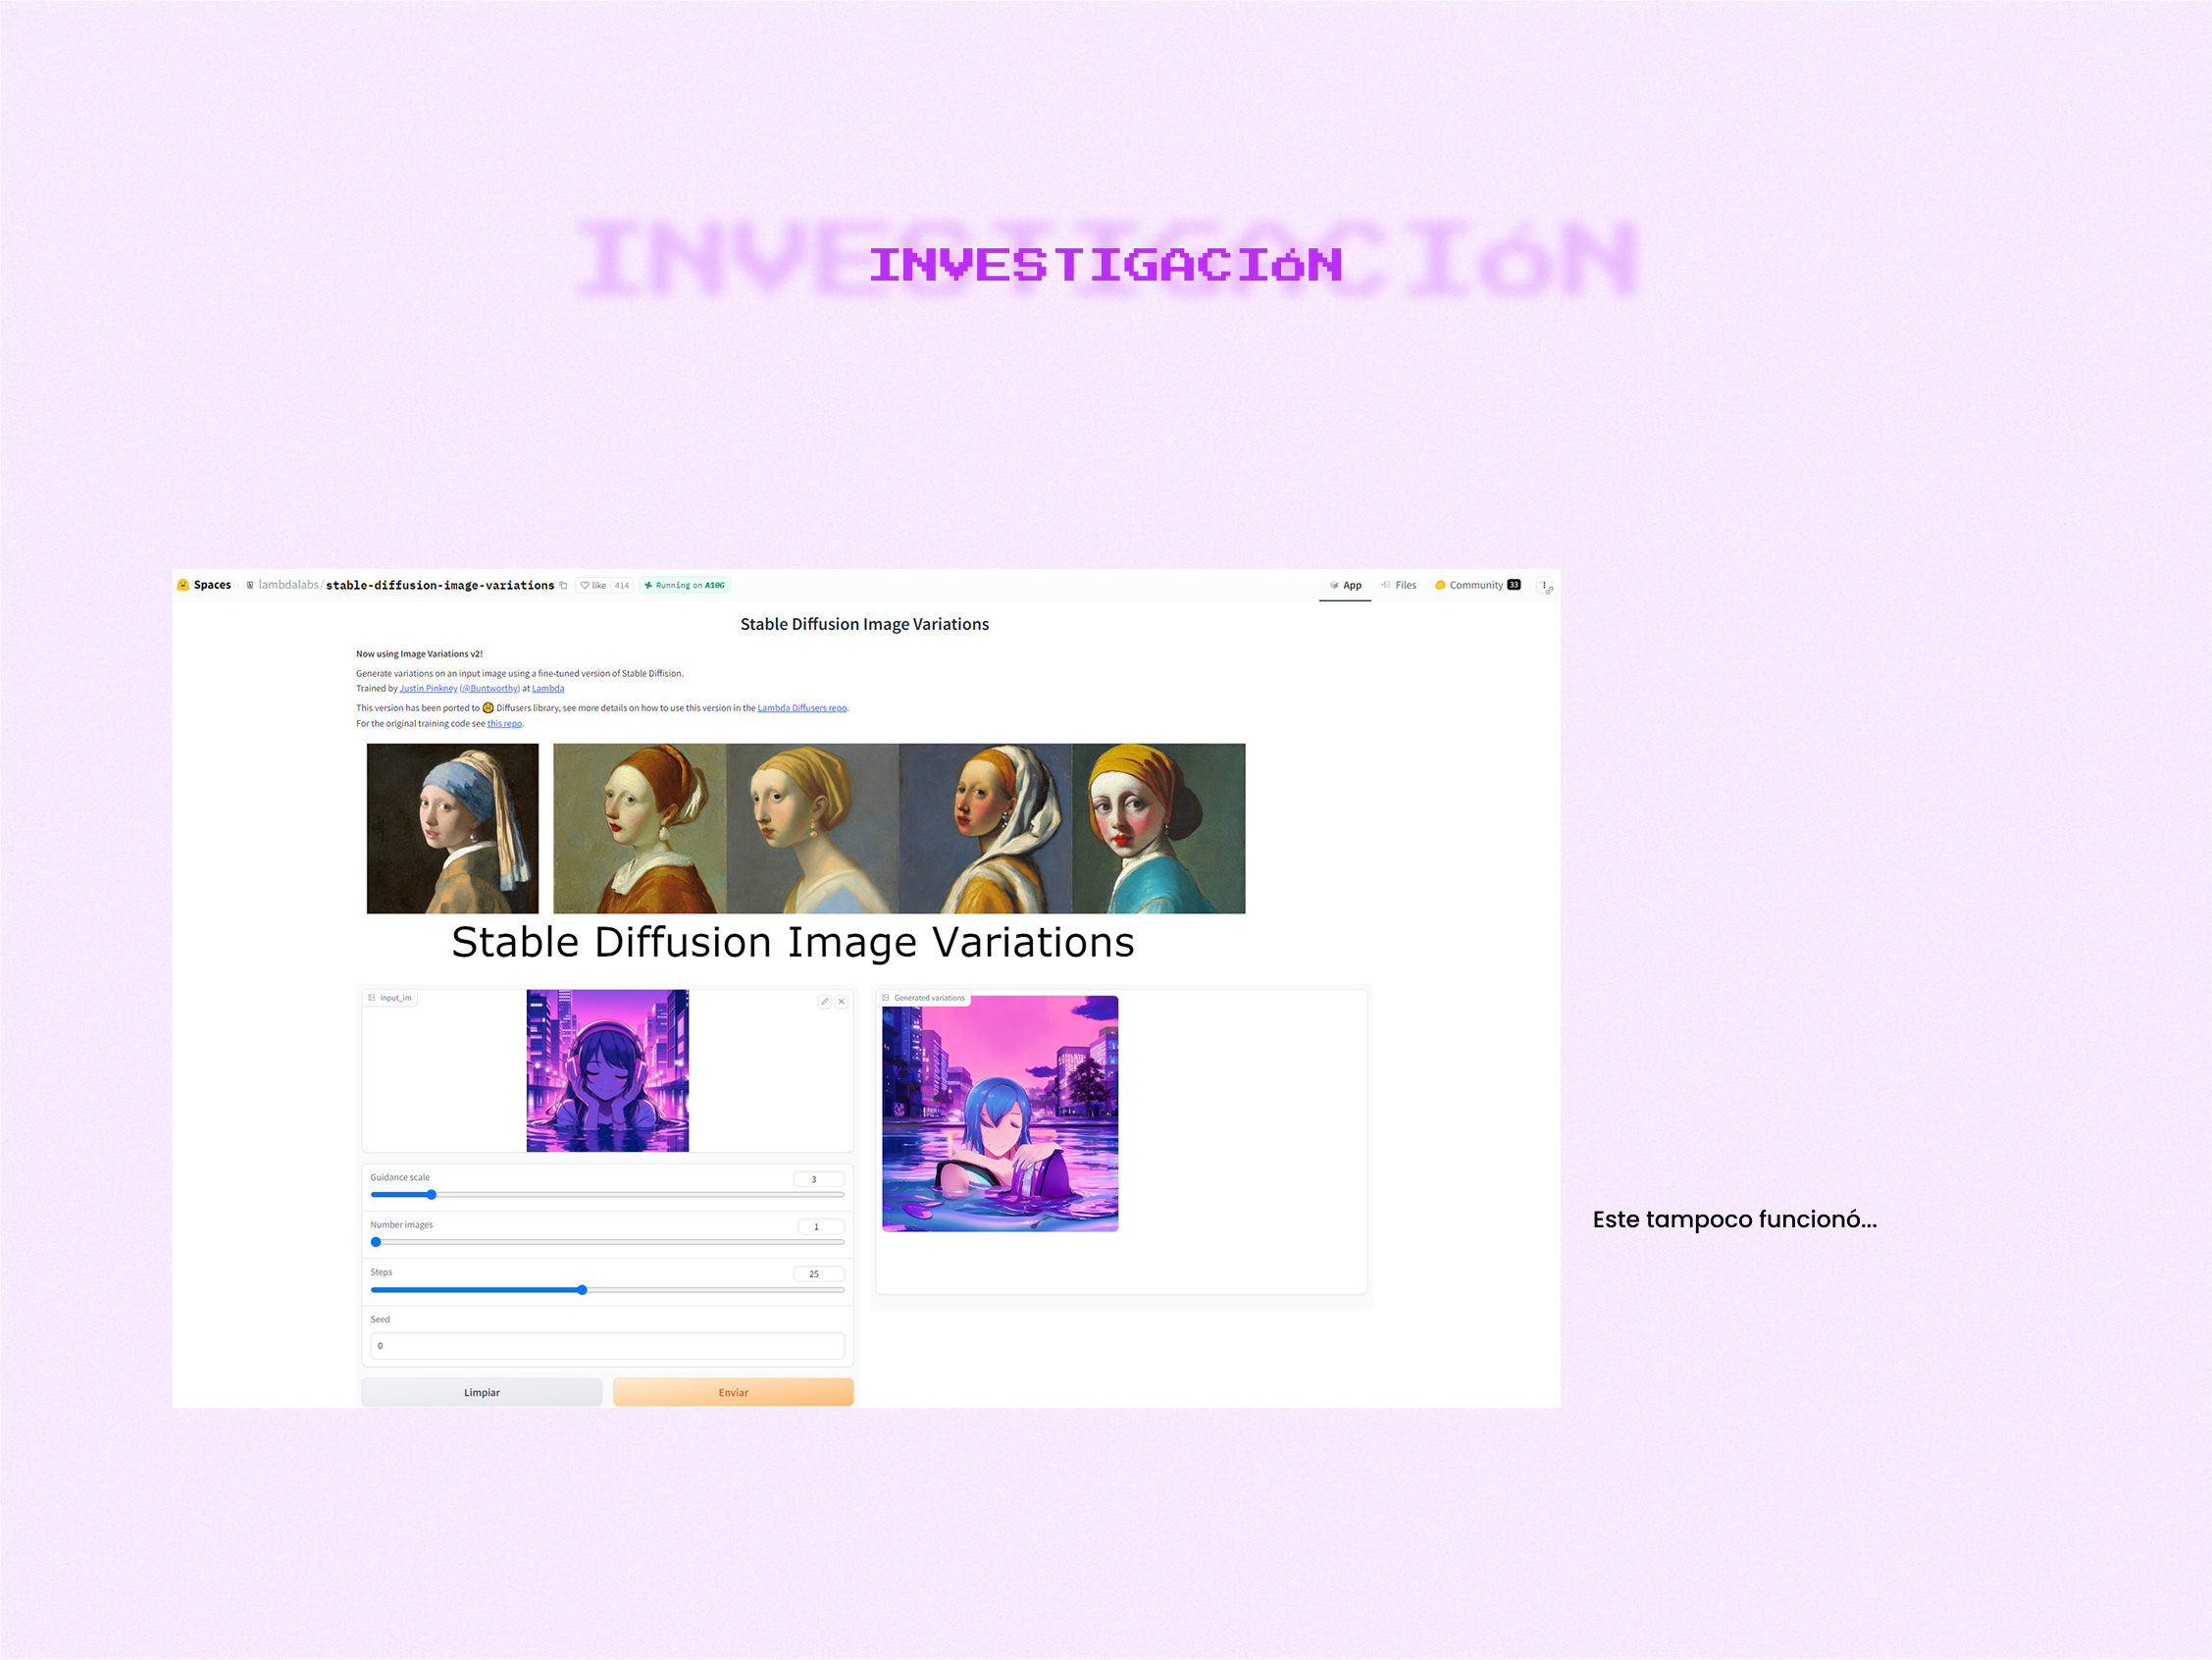 INVESTIGACIóN
INVESTIGACIóN
Spaces lambdalabs/stable-diffusion-image-variations like 414 Running on A10G App Files Community 33
Stable Diffusion Image Variations
Now using Image Variations v2!
Generate variations on an input image using a fine-tuned version of Stable Diffision.
Trained by Justin Pinkney (@Buntworthy) at Lambda
This version has been ported to Diffusers library, see more details on how to use this version in the Lambda Diffusers repo.
For the original training code see this repo.
Stable Diffusion Image Variations
input_im
Generated variations
Guidance scale 3
Number images 1
Steps 25
Seed
0
Limpiar Enviar
Este tampoco funcionó...